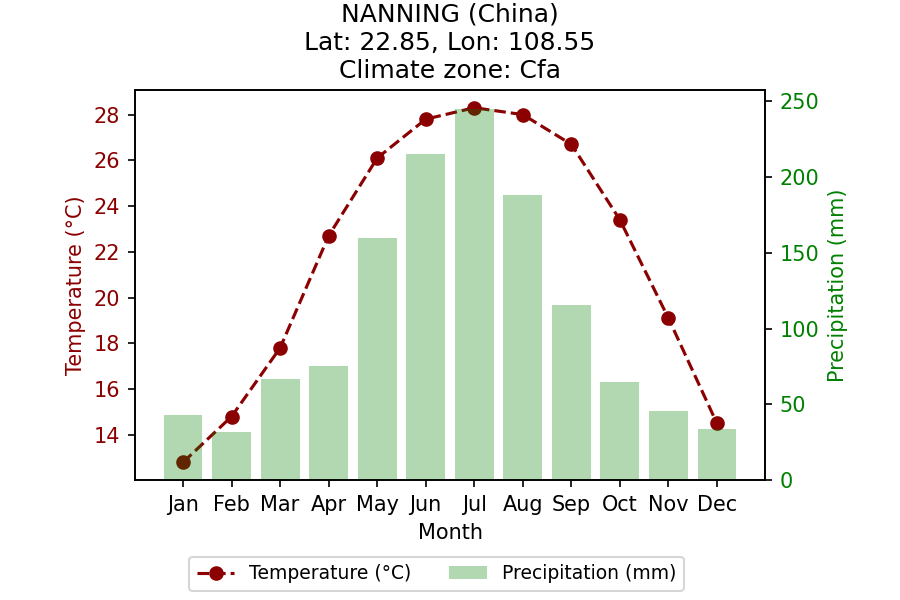 NANNING (China)
Lat: 22.85, Lon: 108.55
Climate zone: Cfa
Temperature (°C)
28
26
24
22
20
18
16
14
250
200
150
100
50
0
Precipitation (mm)
Jan Feb Mar Apr May Jun Jul Aug Sep Oct Nov Dec
Month
Temperature (°C) Precipitation (mm)